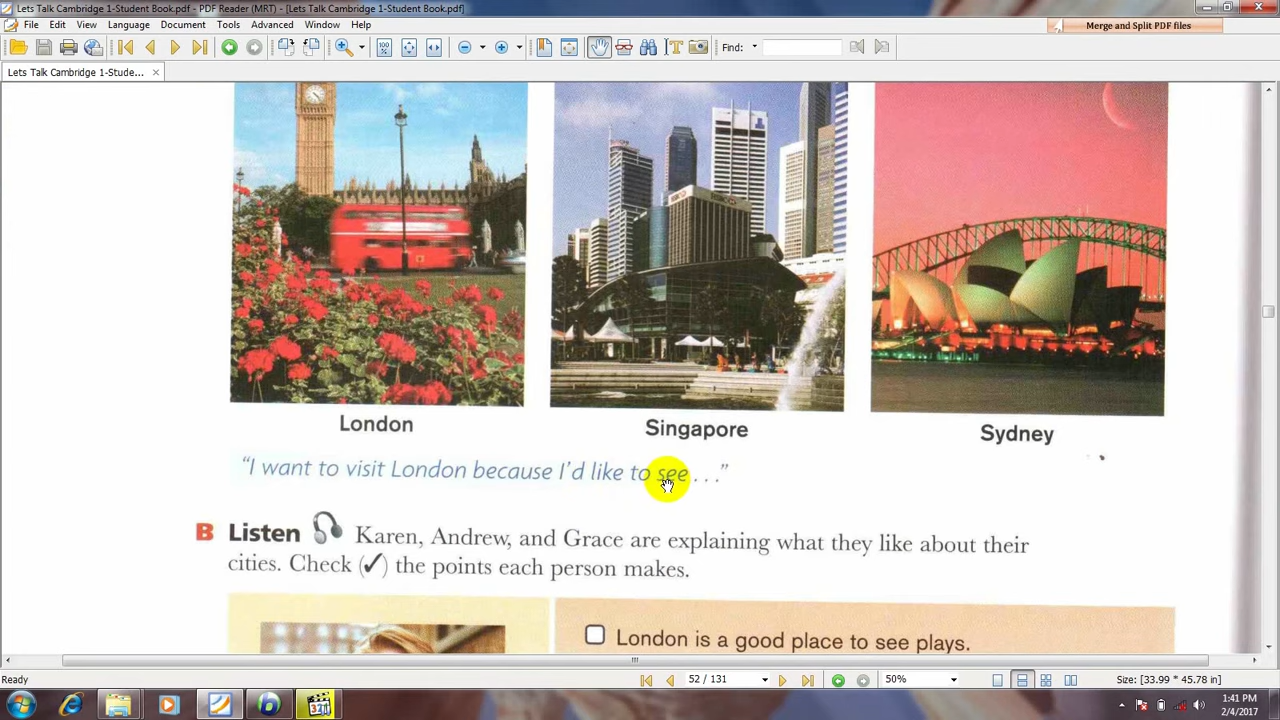 Lets Talk Cambridge 1-Student Book.pdf - PDF Reader (MRT) - [Lets Talk Cambridge 1-Student Book.pdf]
File Edit View Language Document Tools Advanced Window Help
Merge and Split PDF files
Find:
Lets Talk Cambridge 1-Stude...
London
Singapore
Sydney
“I want to visit London because I’d like to see . . .”
B Listen Karen, Andrew, and Grace are explaining what they like about their
cities. Check (✓) the points each person makes.
London is a good place to see plays.
Ready
52 / 131
50%
Size: [33.99 * 45.78 in]
1:41 PM
2/4/2017